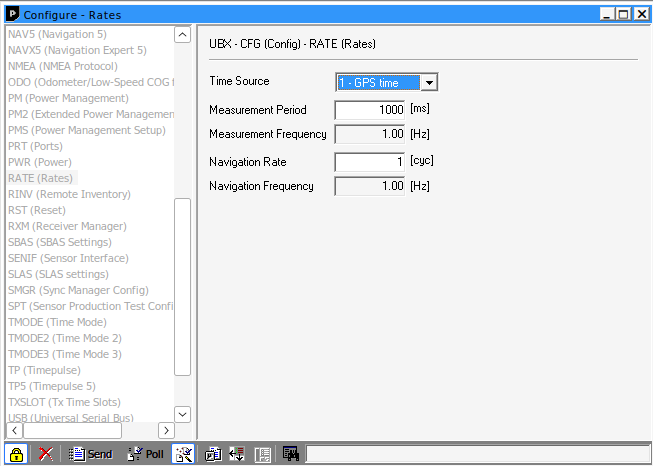 P Configure - Rates
NAV5 (Navigation 5)
NAVX5 (Navigation Expert 5)
NMEA (NMEA Protocol)
ODO (Odometer/Low-Speed COG f
PM (Power Management)
PM2 (Extended Power Managemen
PMS (Power Management Setup)
PRT (Ports)
PWR (Power)
RATE (Rates)
RINV (Remote Inventory)
RST (Reset)
RXM (Receiver Manager)
SBAS (SBAS Settings)
SENIF (Sensor Interface)
SLAS (SLAS settings)
SMGR (Sync Manager Config)
SPT (Sensor Production Test Confi
TMODE (Time Mode)
TMODE2 (Time Mode 2)
TMODE3 (Time Mode 3)
TP (Timepulse)
TP5 (Timepulse 5)
TXSLOT (Tx Time Slots)
USB (Universal Serial Bus)
UBX - CFG (Config) - RATE (Rates)
Time Source 1 - GPS time
Measurement Period 1000 [ms]
Measurement Frequency 1.00 [Hz]
Navigation Rate 1 [cyc]
Navigation Frequency 1.00 [Hz]
Send Poll